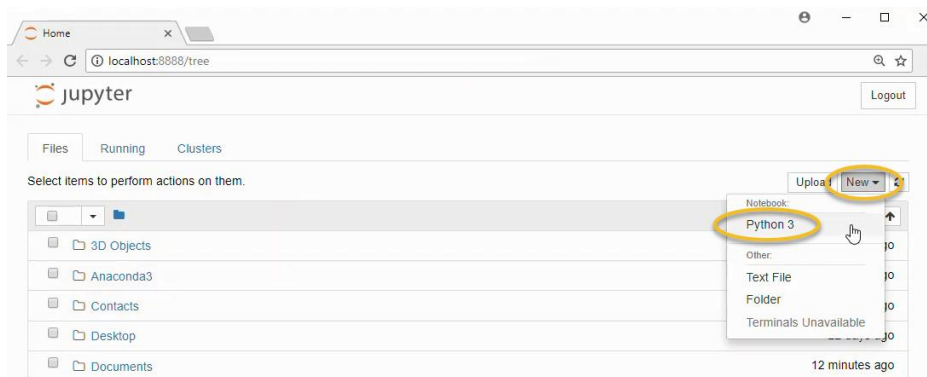 Home
localhost:8888/tree
jupyter
Logout
Files Running Clusters
Select items to perform actions on them.
Upload New
Notebook:
Python 3
Other:
Text File
Folder
Terminals Unavailable
3D Objects
Anaconda3
Contacts
Desktop
Documents 12 minutes ago